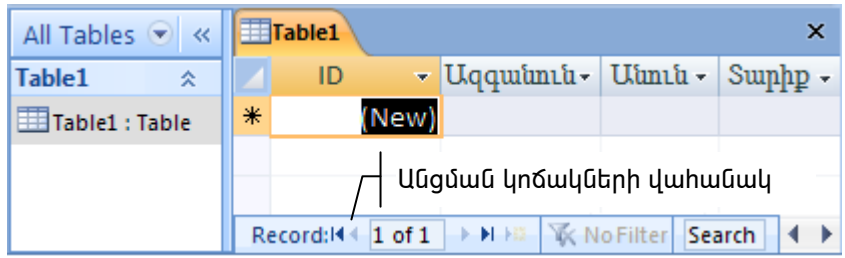 All Tables «
Table1
Table1 : Table
Table1 ×
ID Ազգանուն Անուն Տարիք
* (New)
Անցման կոճակների վահանակ
Record: 1 of 1 No Filter Search